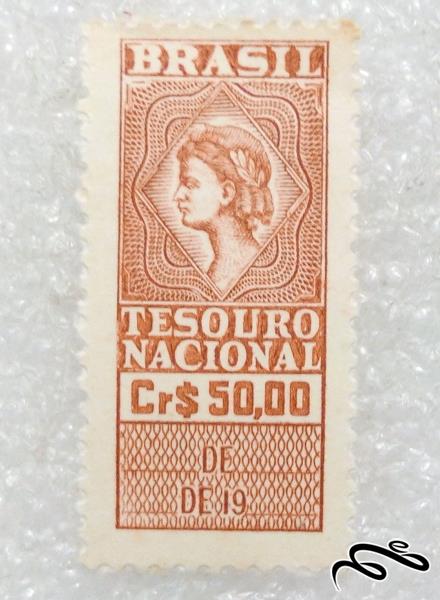 BRASIL
TESOURO
NACIONAL
Cr$ 50,00
DE
DE 19